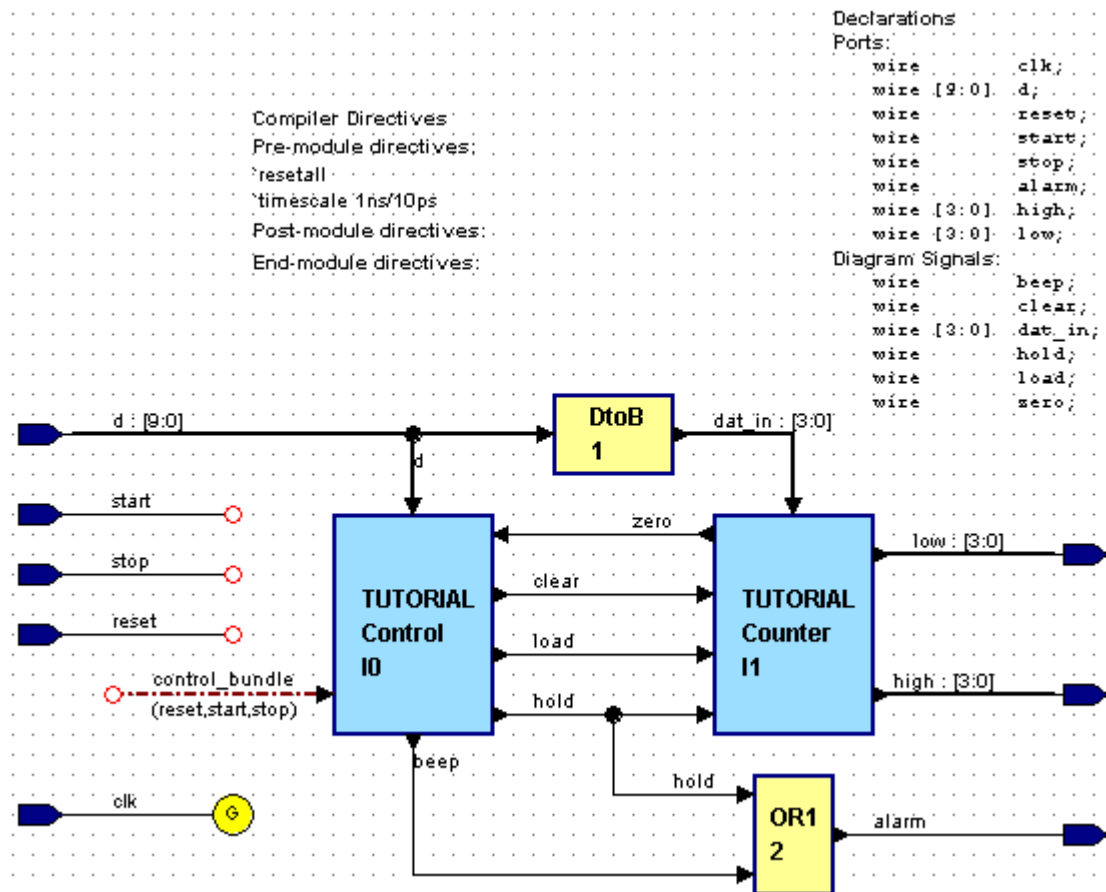 Declarations
Ports:
wire clk;
wire [9:0] d;
wire reset;
wire start;
wire stop;
wire alarm;
wire [3:0] high;
wire [3:0] low;
Diagram Signals:
wire beep;
wire clear;
wire [3:0] dat_in;
wire hold;
wire load;
wire zero;
Compiler Directives
Pre-module directives:
`resetall
`timescale 1ns/10ps
Post-module directives:
End-module directives:
d : [9:0]
DtoB
1
dat_in : [3:0]
d
start
stop
reset
control_bundle
(reset,start,stop)
clk
G
TUTORIAL
Control
I0
zero
clear
load
hold
TUTORIAL
Counter
I1
low : [3:0]
high : [3:0]
beep
hold
OR1
2
alarm